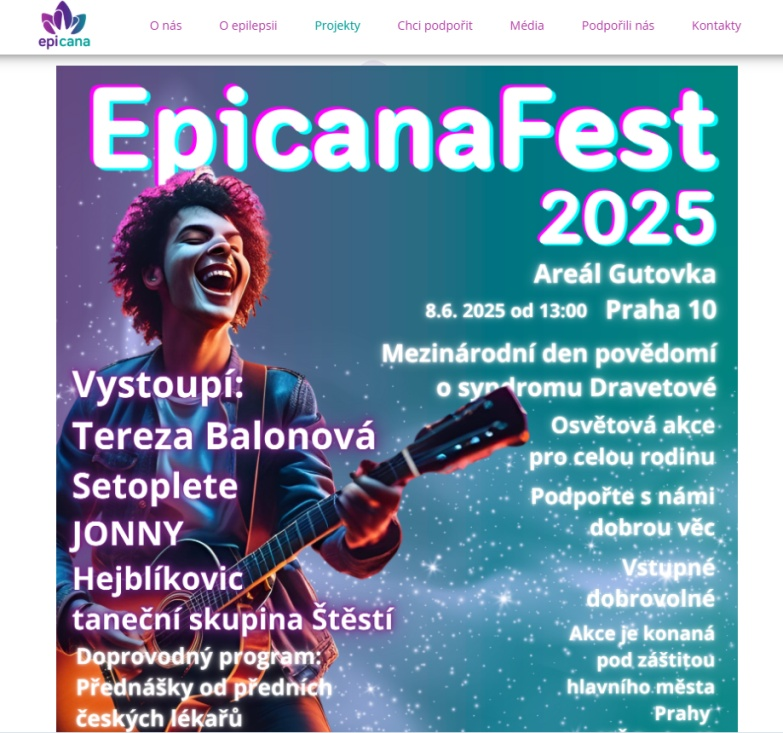 epicana
O nás
O epilepsii
Projekty
Chci podpořit
Média
Podpořili nás
Kontakty
EpicanaFest
2025
Areál Gutovka
8.6. 2025 od 13:00 Praha 10
Mezinárodní den povědomí
o syndromu Dravetové
Osvětová akce
pro celou rodinu
Podpořte s námi
dobrou věc
Vstupné
dobrovolné
Akce je konaná
pod záštitou
hlavního města
Prahy
Vystoupí:
Tereza Balonová
Setoplete
JONNY
Hejblíkovic
taneční skupina Štěstí
Doprovodný program:
Přednášky od předních
českých lékařů